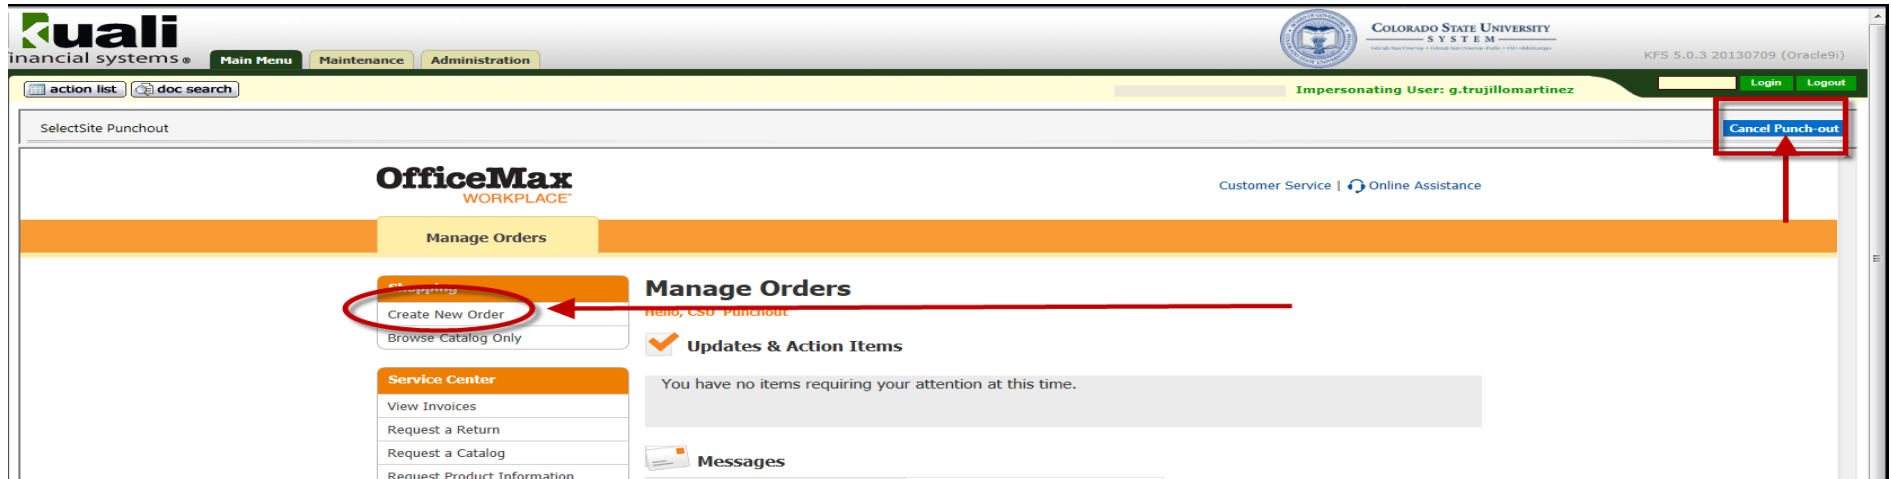 kuali
financial systems®
Main Menu
Maintenance
Administration
COLORADO STATE UNIVERSITY
SYSTEM
KFS 5.0.3 20130709 (Oracle9i)
action list
doc search
Impersonating User: g.trujillomartinez
Login
Logout
SelectSite Punchout
Cancel Punch-out
OfficeMax
WORKPLACE
Customer Service | Online Assistance
Manage Orders
Shopping
Create New Order
Browse Catalog Only
Manage Orders
Hello, CSU Punchout
Updates & Action Items
You have no items requiring your attention at this time.
Service Center
View Invoices
Request a Return
Request a Catalog
Request Product Information
Messages